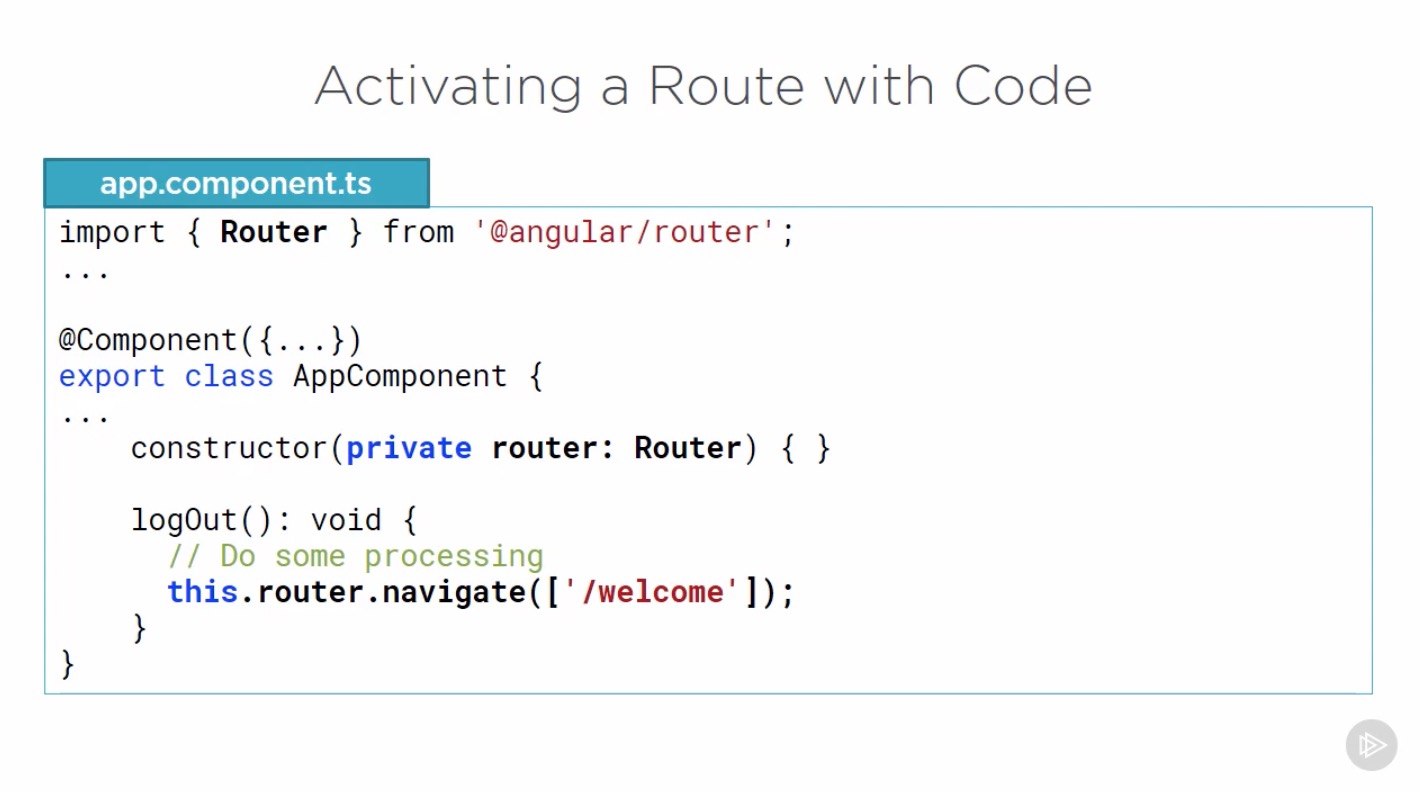 Activating a Route with Code
app.component.ts
import { Router } from '@angular/router';
...
@Component({...})
export class AppComponent {
...
constructor(private router: Router) { }
logOut(): void {
// Do some processing
this.router.navigate(['/welcome']);
}
}